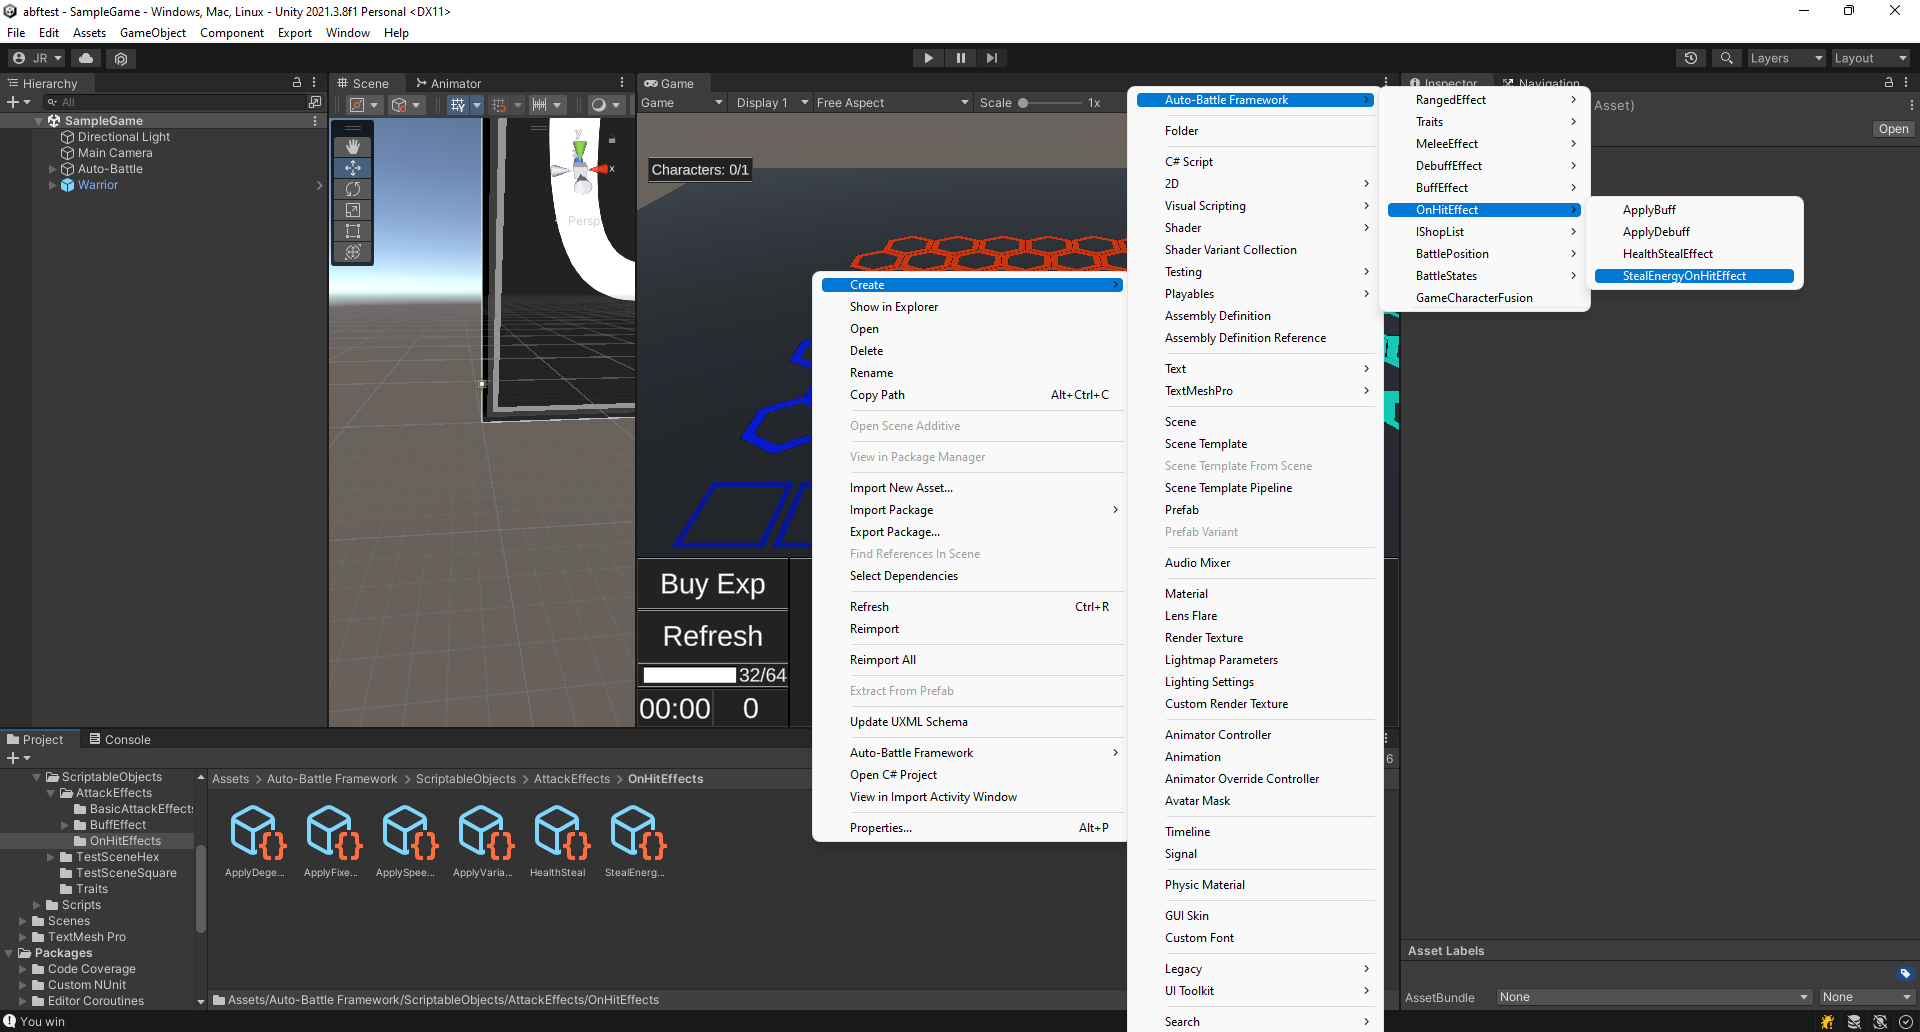 abftest - SampleGame - Windows, Mac, Linux - Unity 2021.3.8f1 Personal <DX11>
File Edit Assets GameObject Component Export Window Help
JR
Layers Layout
Hierarchy
All
SampleGame
Directional Light
Main Camera
Auto-Battle
Warrior
Scene Animator
y
x
Persp
Game
Game Display 1 Free Aspect Scale 1x
Characters: 0/1
Buy Exp
Refresh
32/64
00:00 0
Inspector Navigation
Asset)
Open
Create
Show in Explorer
Open
Delete
Rename
Copy Path Alt+Ctrl+C
Open Scene Additive
View in Package Manager
Import New Asset...
Import Package
Export Package...
Find References In Scene
Select Dependencies
Refresh Ctrl+R
Reimport
Reimport All
Extract From Prefab
Update UXML Schema
Auto-Battle Framework
Open C# Project
View in Import Activity Window
Properties... Alt+P
Auto-Battle Framework
Folder
C# Script
2D
Visual Scripting
Shader
Shader Variant Collection
Testing
Playables
Assembly Definition
Assembly Definition Reference
Text
TextMeshPro
Scene
Scene Template
Scene Template From Scene
Scene Template Pipeline
Prefab
Prefab Variant
Audio Mixer
Material
Lens Flare
Render Texture
Lightmap Parameters
Lighting Settings
Custom Render Texture
Animator Controller
Animation
Animator Override Controller
Avatar Mask
Timeline
Signal
Physic Material
GUI Skin
Custom Font
Legacy
UI Toolkit
Search
RangedEffect
Traits
MeleeEffect
DebuffEffect
BuffEffect
OnHitEffect
IShopList
BattlePosition
BattleStates
GameCharacterFusion
ApplyBuff
ApplyDebuff
HealthStealEffect
StealEnergyOnHitEffect
Project Console
6
ScriptableObjects
AttackEffects
BasicAttackEffects
BuffEffect
OnHitEffects
TestSceneHex
TestSceneSquare
Traits
Scripts
Scenes
TextMesh Pro
Packages
Code Coverage
Custom NUnit
Editor Coroutines
Assets > Auto-Battle Framework > ScriptableObjects > AttackEffects > OnHitEffects
ApplyDege... ApplyFixe... ApplySpee... ApplyVaria... HealthSteal StealEnerg...
Assets/Auto-Battle Framework/ScriptableObjects/AttackEffects/OnHitEffects
Asset Labels
AssetBundle None None
You win